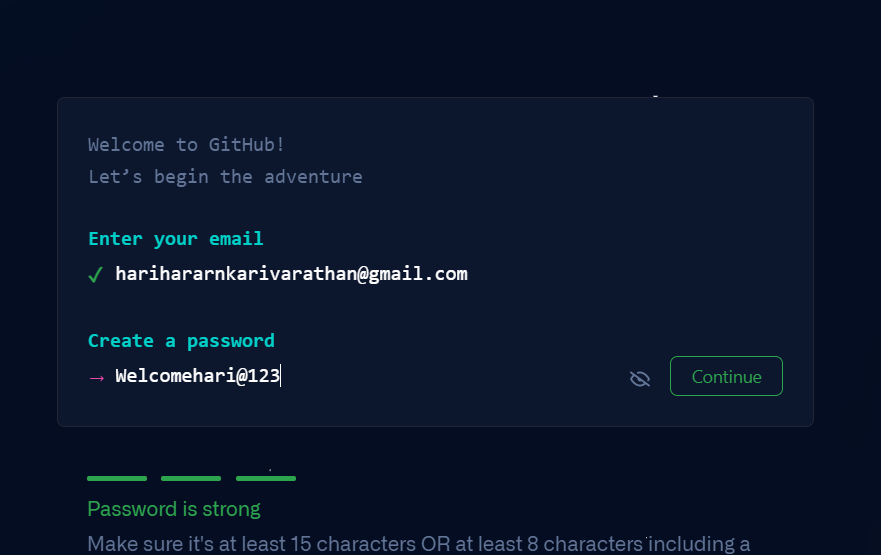 Welcome to GitHub!
Let’s begin the adventure
Enter your email
✓ harihararnkarivarathan@gmail.com
Create a password
→ Welcomehari@123
Continue
Password is strong
Make sure it's at least 15 characters OR at least 8 characters including a